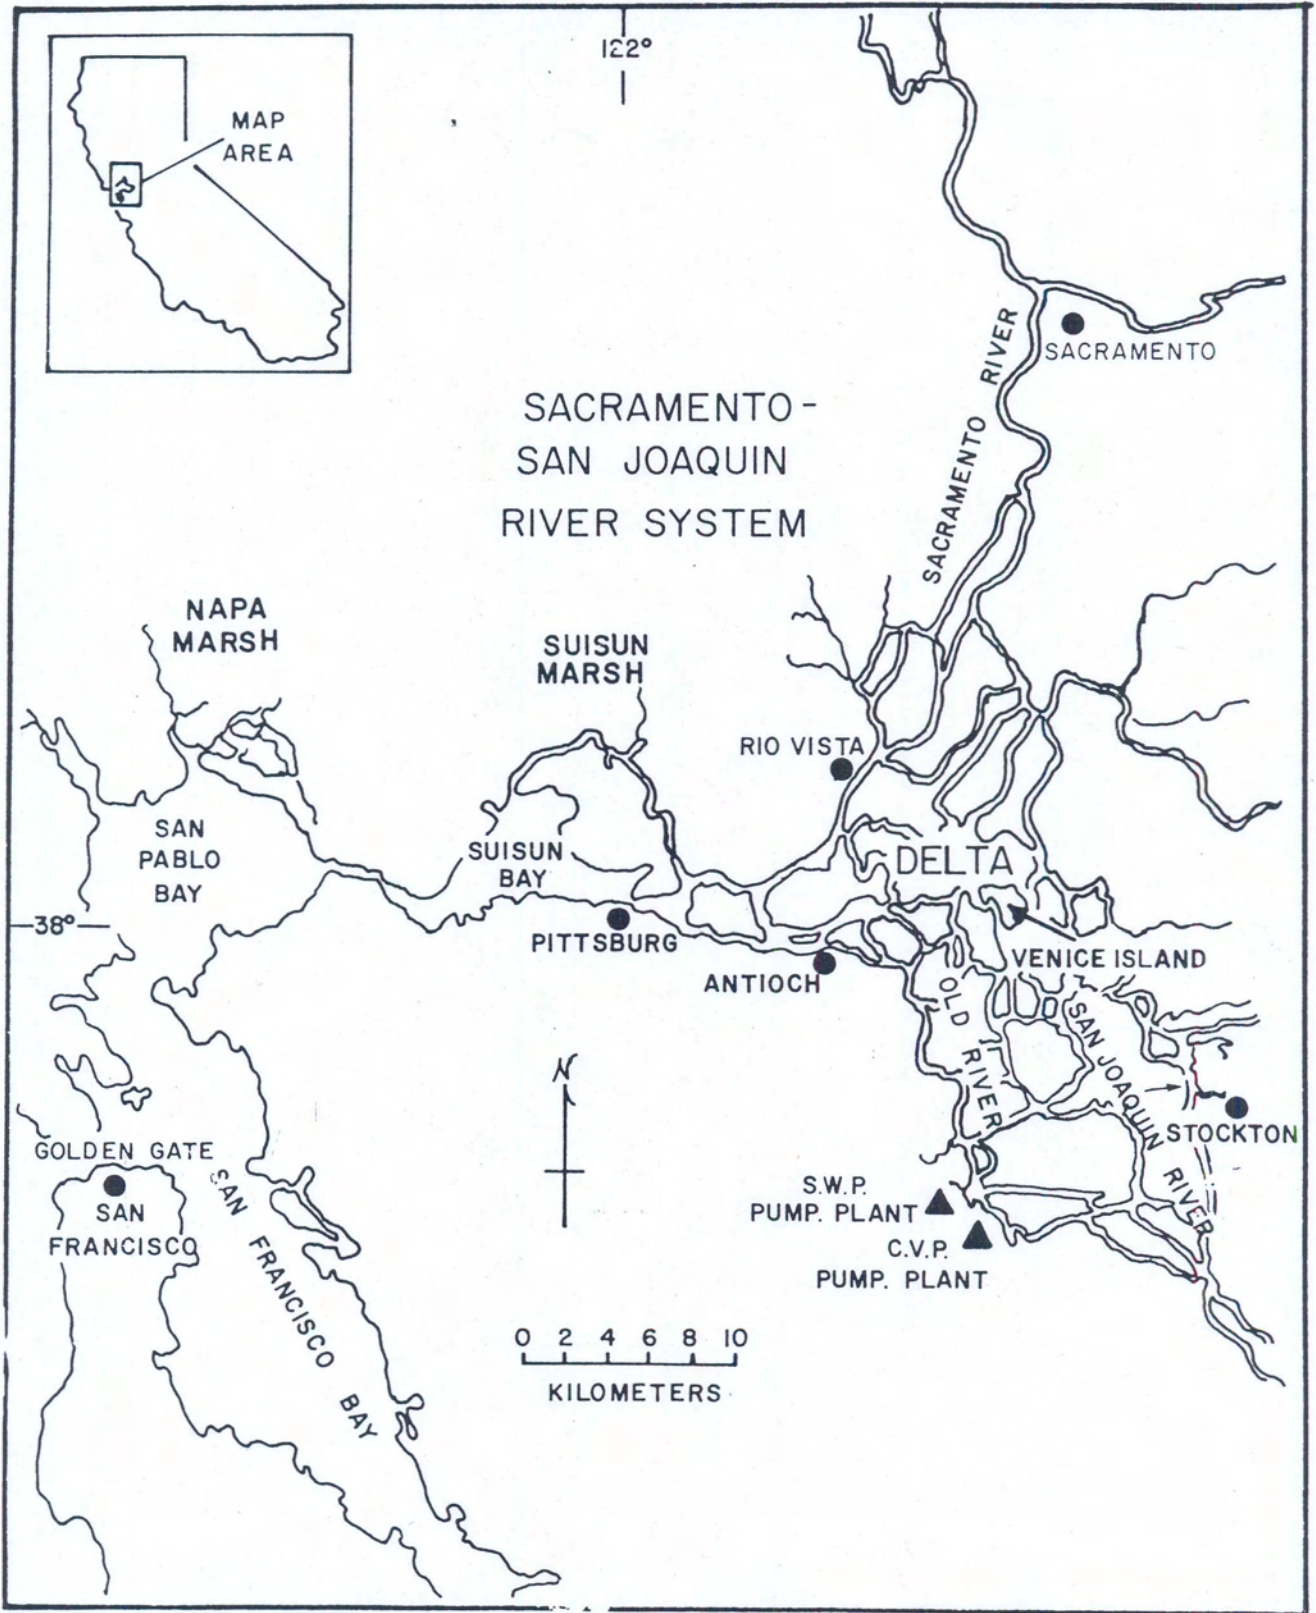 122°
MAP
AREA
SACRAMENTO
SACRAMENTO RIVER
SACRAMENTO-
SAN JOAQUIN
RIVER SYSTEM
NAPA
MARSH
SUISUN
MARSH
RIO VISTA
SAN
PABLO
BAY
SUISUN
BAY
DELTA
38°
PITTSBURG
ANTIOCH
VENICE ISLAND
OLD RIVER
SAN JOAQUIN RIVER
N
STOCKTON
GOLDEN GATE
SAN
FRANCISCO
SAN FRANCISCO BAY
S.W.P.
PUMP. PLANT
C.V.P.
PUMP. PLANT
0 2 4 6 8 10
KILOMETERS